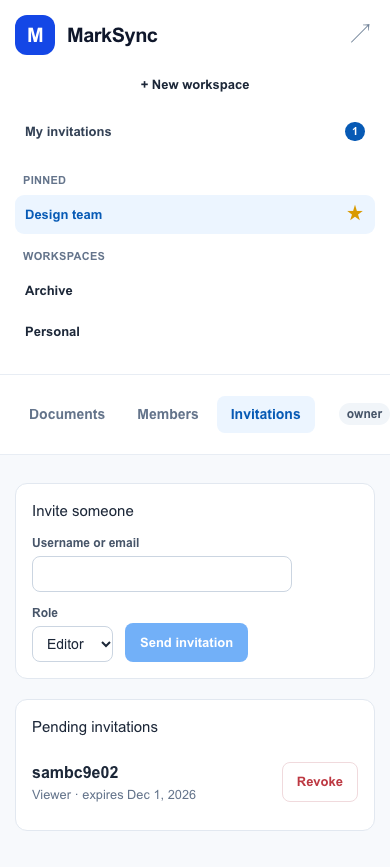 M MarkSync
+ New workspace
My invitations 1
PINNED
Design team
WORKSPACES
Archive
Personal
Documents Members Invitations owner
Invite someone
Username or email
Role
Editor Send invitation
Pending invitations
sambc9e02
Viewer · expires Dec 1, 2026
Revoke